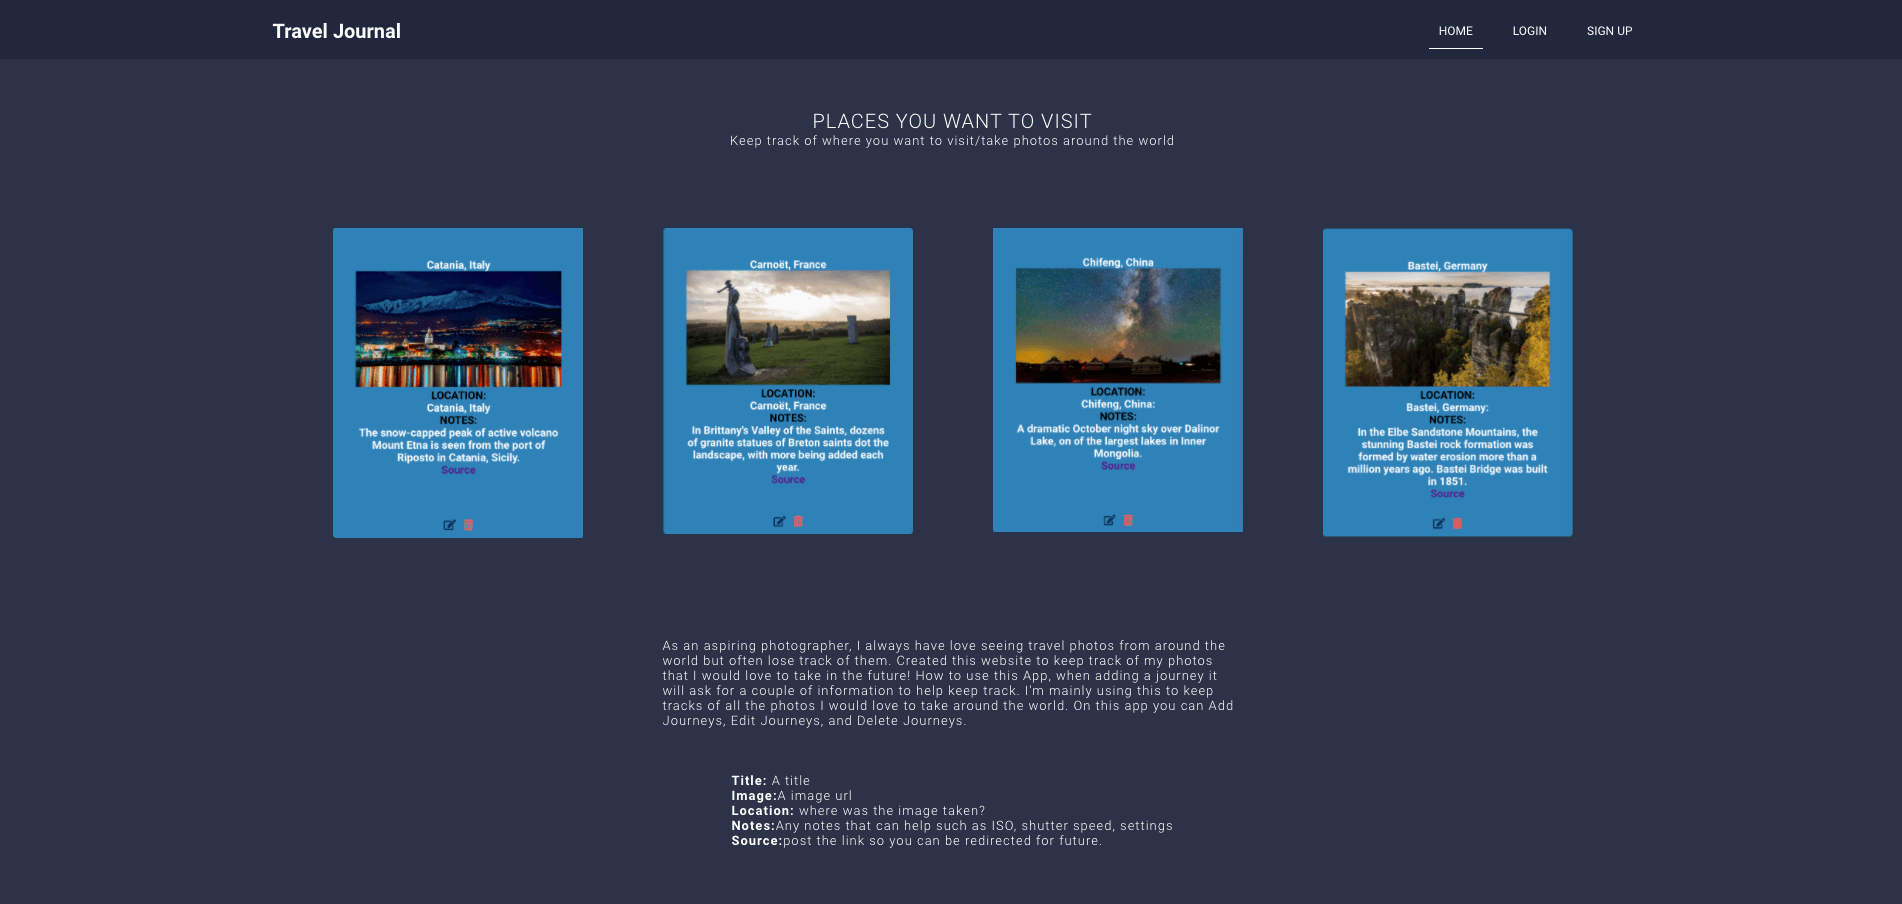 Travel Journal
HOME
LOGIN
SIGN UP
PLACES YOU WANT TO VISIT
Keep track of where you want to visit/take photos around the world
Catania, Italy
LOCATION:
Catania, Italy
NOTES:
The snow-capped peak of active volcano
Mount Etna is seen from the port of
Riposto in Catania, Sicily.
Source
Carnoët, France
LOCATION:
Carnoët, France
NOTES:
In Brittany's Valley of the Saints, dozens
of granite statues of Breton saints dot the
landscape, with more being added each
year.
Source
Chifeng, China
LOCATION:
Chifeng, China:
NOTES:
A dramatic October night sky over Dalinor
Lake, on of the largest lakes in Inner
Mongolia.
Source
Bastei, Germany
LOCATION:
Bastei, Germany:
NOTES:
In the Elbe Sandstone Mountains, the
stunning Bastei rock formation was
formed by water erosion more than a
million years ago. Bastei Bridge was built
in 1851.
Source
As an aspiring photographer, I always have love seeing travel photos from around the
world but often lose track of them. Created this website to keep track of my photos
that I would love to take in the future! How to use this App, when adding a journey it
will ask for a couple of information to help keep track. I'm mainly using this to keep
tracks of all the photos I would love to take around the world. On this app you can Add
Journeys, Edit Journeys, and Delete Journeys.
Title: A title
Image:A image url
Location: where was the image taken?
Notes:Any notes that can help such as ISO, shutter speed, settings
Source:post the link so you can be redirected for future.